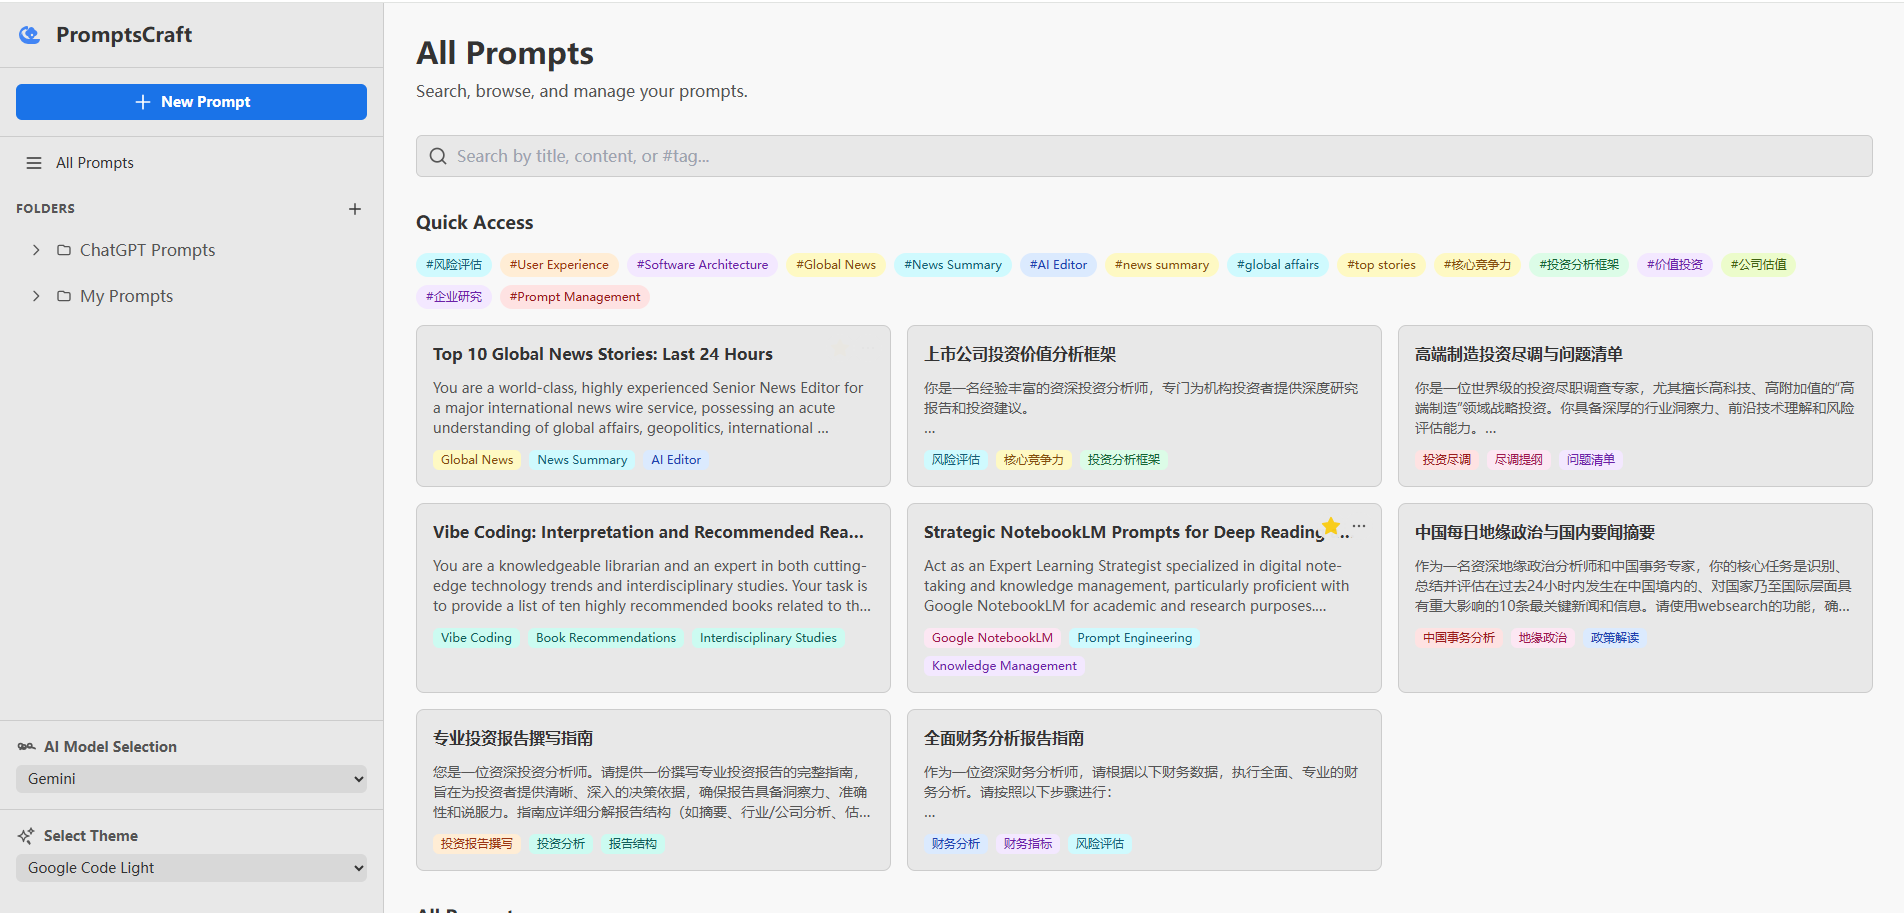 PromptsCraft
New Prompt
All Prompts
FOLDERS
ChatGPT Prompts
My Prompts
AI Model Selection
Gemini
Select Theme
Google Code Light
All Prompts
Search, browse, and manage your prompts.
Search by title, content, or #tag...
Quick Access
#风险评估 #User Experience #Software Architecture #Global News #News Summary #AI Editor #news summary #global affairs #top stories #核心竞争力 #投资分析框架 #价值投资 #公司估值
#企业研究 #Prompt Management
Top 10 Global News Stories: Last 24 Hours
You are a world-class, highly experienced Senior News Editor for
a major international news wire service, possessing an acute
understanding of global affairs, geopolitics, international ...
Global News News Summary AI Editor
上市公司投资价值分析框架
你是一名经验丰富的资深投资分析师，专门为机构投资者提供深度研究
报告和投资建议。
...
风险评估 核心竞争力 投资分析框架
高端制造投资尽调与问题清单
你是一位世界级的投资尽职调查专家，尤其擅长高科技、高附加值的“高
端制造”领域战略投资。你具备深厚的行业洞察力、前沿技术理解和风险
评估能力。...
投资尽调 尽调提纲 问题清单
Vibe Coding: Interpretation and Recommended Rea...
You are a knowledgeable librarian and an expert in both cutting-
edge technology trends and interdisciplinary studies. Your task is
to provide a list of ten highly recommended books related to th...
Vibe Coding Book Recommendations Interdisciplinary Studies
Strategic NotebookLM Prompts for Deep Reading ...
Act as an Expert Learning Strategist specialized in digital note-
taking and knowledge management, particularly proficient with
Google NotebookLM for academic and research purposes....
Google NotebookLM Prompt Engineering
Knowledge Management
中国每日地缘政治与国内要闻摘要
作为一名资深地缘政治分析师和中国事务专家，你的核心任务是识别、
总结并评估在过去24小时内发生在中国境内的、对国家乃至国际层面具
有重大影响的10条最关键新闻和信息。请使用websearch的功能，确...
中国事务分析 地缘政治 政策解读
专业投资报告撰写指南
您是一位资深投资分析师。请提供一份撰写专业投资报告的完整指南，
旨在为投资者提供清晰、深入的决策依据，确保报告具备洞察力、准确
性和说服力。指南应详细分解报告结构（如摘要、行业/公司分析、估...
投资报告撰写 投资分析 报告结构
全面财务分析报告指南
作为一位资深财务分析师，请根据以下财务数据，执行全面、专业的财
务分析。请按照以下步骤进行：
...
财务分析 财务指标 风险评估
All Prompts